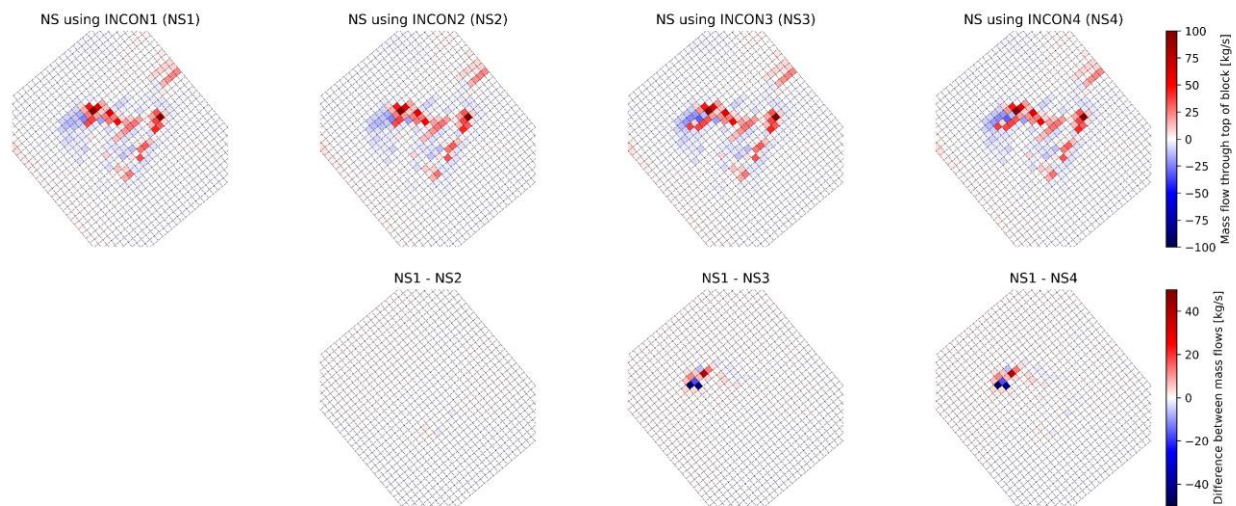 NS using INCON1 (NS1)
NS using INCON2 (NS2)
NS using INCON3 (NS3)
NS using INCON4 (NS4)
100
75
50
25
0
−25
−50
−75
−100
Mass flow through top of block [kg/s]
NS1 - NS2
NS1 - NS3
NS1 - NS4
40
20
0
−20
−40
Difference between mass flows [kg/s]